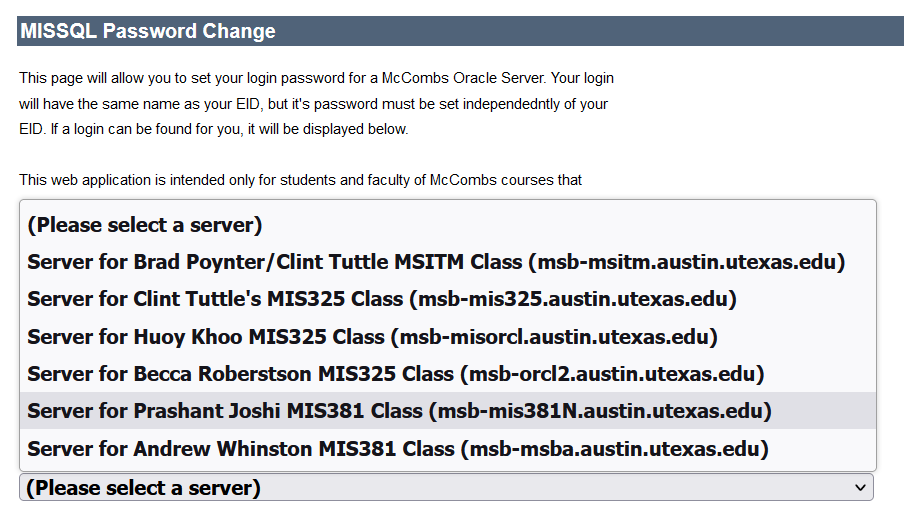 MISSQL Password Change
This page will allow you to set your login password for a McCombs Oracle Server. Your login
will have the same name as your EID, but it's password must be set independedntly of your
EID. If a login can be found for you, it will be displayed below.
This web application is intended only for students and faculty of McCombs courses that
(Please select a server)
Server for Brad Poynter/Clint Tuttle MSITM Class (msb-msitm.austin.utexas.edu)
Server for Clint Tuttle's MIS325 Class (msb-mis325.austin.utexas.edu)
Server for Huoy Khoo MIS325 Class (msb-misorcl.austin.utexas.edu)
Server for Becca Roberstson MIS325 Class (msb-orcl2.austin.utexas.edu)
Server for Prashant Joshi MIS381 Class (msb-mis381N.austin.utexas.edu)
Server for Andrew Whinston MIS381 Class (msb-msba.austin.utexas.edu)
(Please select a server)